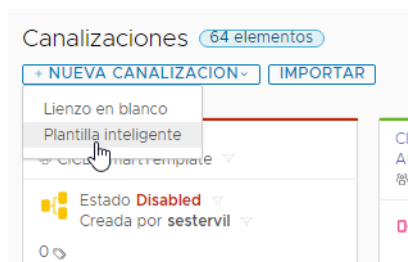 Canalizaciones 64 elementos
+ NUEVA CANALIZACIÓN IMPORTAR
Lienzo en blanco
Plantilla inteligente
Estado Disabled
Creada por sestervil
0